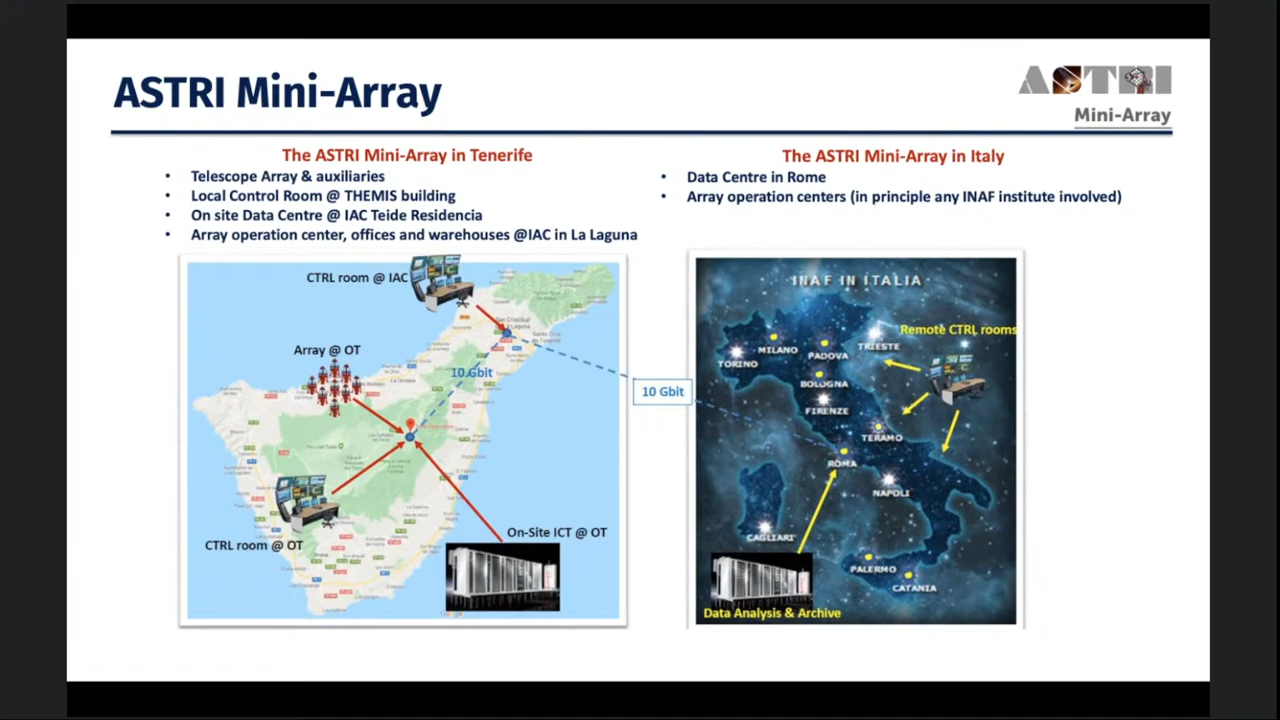 ASTRI Mini-Array
ASTRI
Mini-Array
The ASTRI Mini-Array in Tenerife
• Telescope Array & auxiliaries
• Local Control Room @ THEMIS building
• On site Data Centre @ IAC Teide Residencia
• Array operation center, offices and warehouses @IAC in La Laguna
The ASTRI Mini-Array in Italy
• Data Centre in Rome
• Array operation centers (in principle any INAF institute involved)
CTRL room @ IAC
Array @ OT
10 Gbit
CTRL room @ OT
On-Site ICT @ OT
10 Gbit
INAF IN ITALIA
Remote CTRL rooms
TRIESTE
MILANO
PADOVA
TORINO
BOLOGNA
FIRENZE
TERAMO
ROMA
NAPOLI
CAGLIARI
PALERMO
CATANIA
Data Analysis & Archive